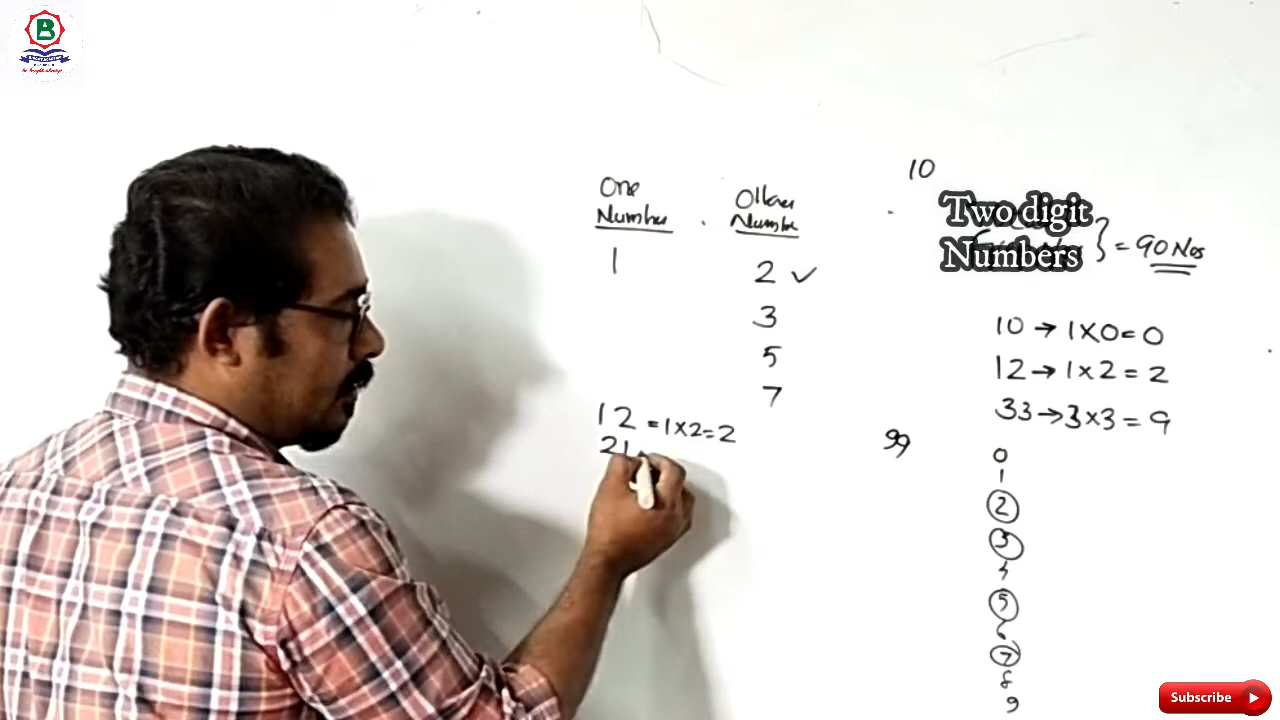 B
One
Number
Other
Number
1
2 ✓
3
5
7
12 = 1×2=2
21
10
Two digit
Numbers
} = 90 Nos
10 → 1×0=0
12 → 1×2=2
33 → 3×3=9
99
0
1
2
3
4
5
6
7
8
9
Subscribe